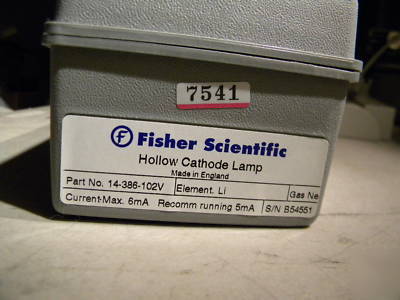 7541
Fisher Scientific
Hollow Cathode Lamp
Made in England
Part No. 14-386-102V Element. Li Gas Ne
Current-Max. 6mA Recomm running 5mA S/N B54551